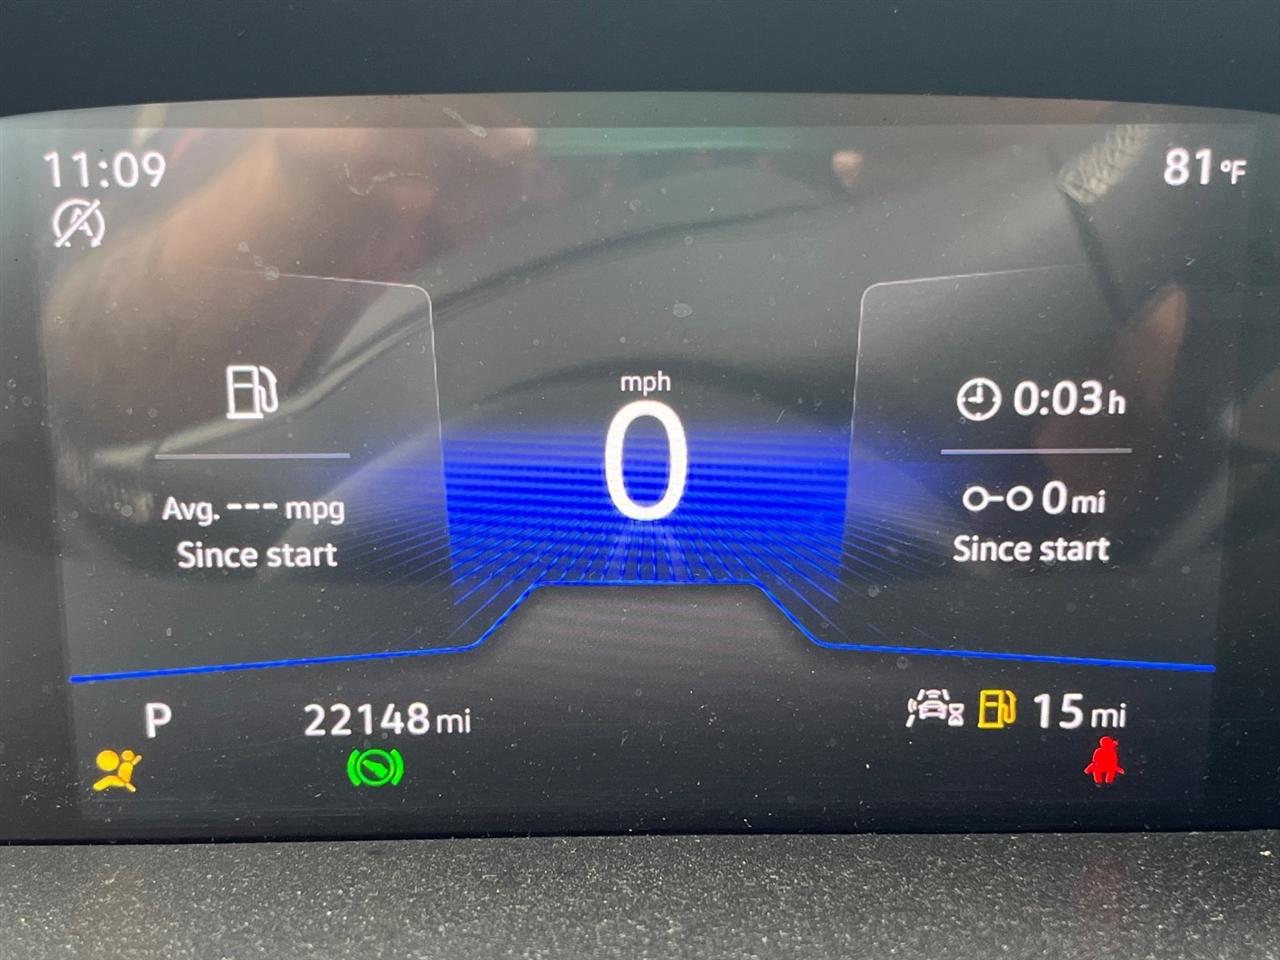 11:09
81°F
mph
0
0:03 h
Avg. --- mpg
Since start
0 mi
Since start
P
22148 mi
15 mi